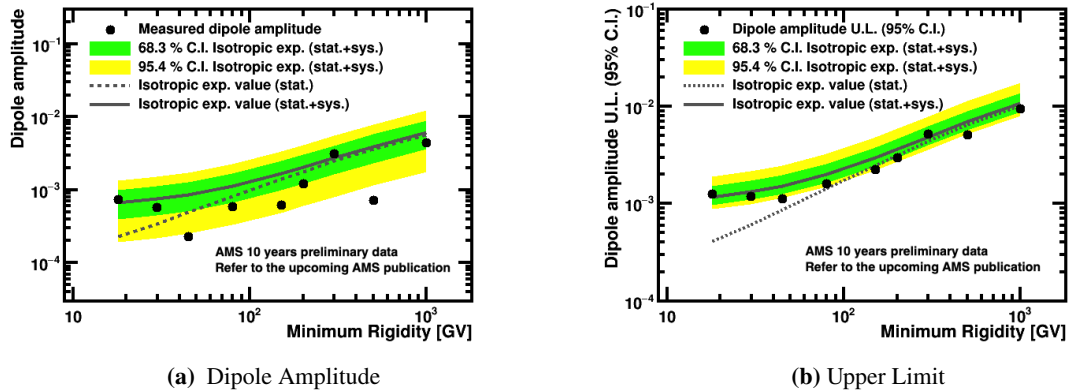 Dipole amplitude
10⁻¹
10⁻²
10⁻³
10⁻⁴
Measured dipole amplitude
68.3 % C.I. Isotropic exp. (stat.+sys.)
95.4 % C.I. Isotropic exp. (stat.+sys.)
Isotropic exp. value (stat.)
Isotropic exp. value (stat.+sys.)
AMS 10 years preliminary data
Refer to the upcoming AMS publication
10
10²
10³
Minimum Rigidity [GV]
(a) Dipole Amplitude
Dipole amplitude U.L. (95% C.I.)
10⁻¹
10⁻²
10⁻³
10⁻⁴
Dipole amplitude U.L. (95% C.I.)
68.3 % C.I. Isotropic exp. (stat.+sys.)
95.4 % C.I. Isotropic exp. (stat.+sys.)
Isotropic exp. value (stat.)
Isotropic exp. value (stat.+sys.)
AMS 10 years preliminary data
Refer to the upcoming AMS publication
10
10²
10³
Minimum Rigidity [GV]
(b) Upper Limit